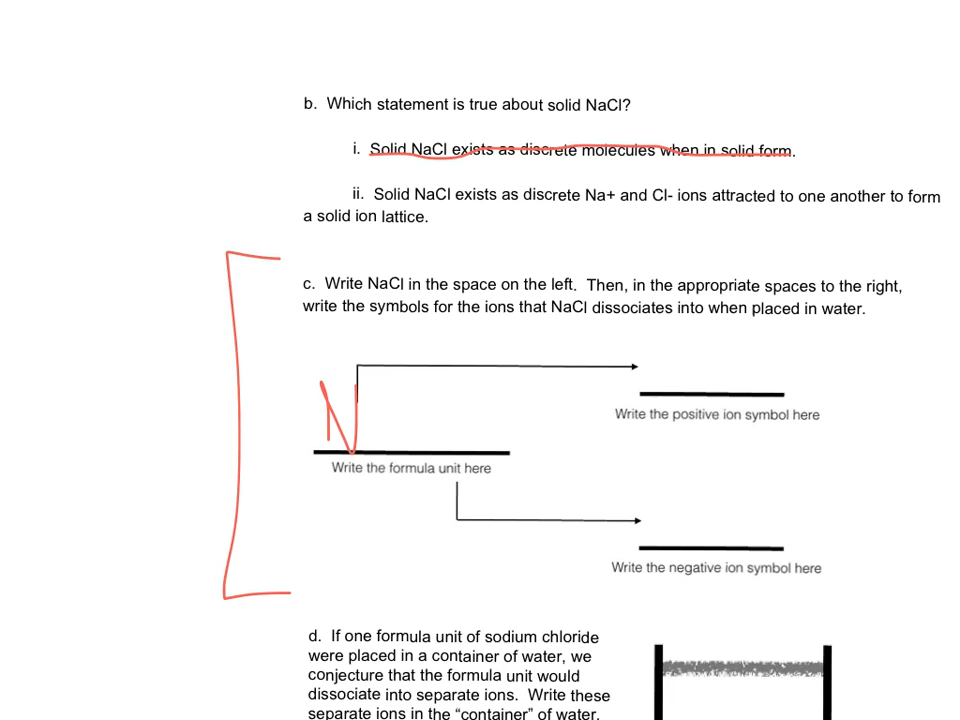 b. Which statement is true about solid NaCl?
i. Solid NaCl exists as discrete molecules when in solid form.
ii. Solid NaCl exists as discrete Na+ and Cl- ions attracted to one another to form
a solid ion lattice.
c. Write NaCl in the space on the left. Then, in the appropriate spaces to the right,
write the symbols for the ions that NaCl dissociates into when placed in water.
N
Write the positive ion symbol here
Write the formula unit here
Write the negative ion symbol here
d. If one formula unit of sodium chloride
were placed in a container of water, we
conjecture that the formula unit would
dissociate into separate ions. Write these
separate ions in the “container” of water.